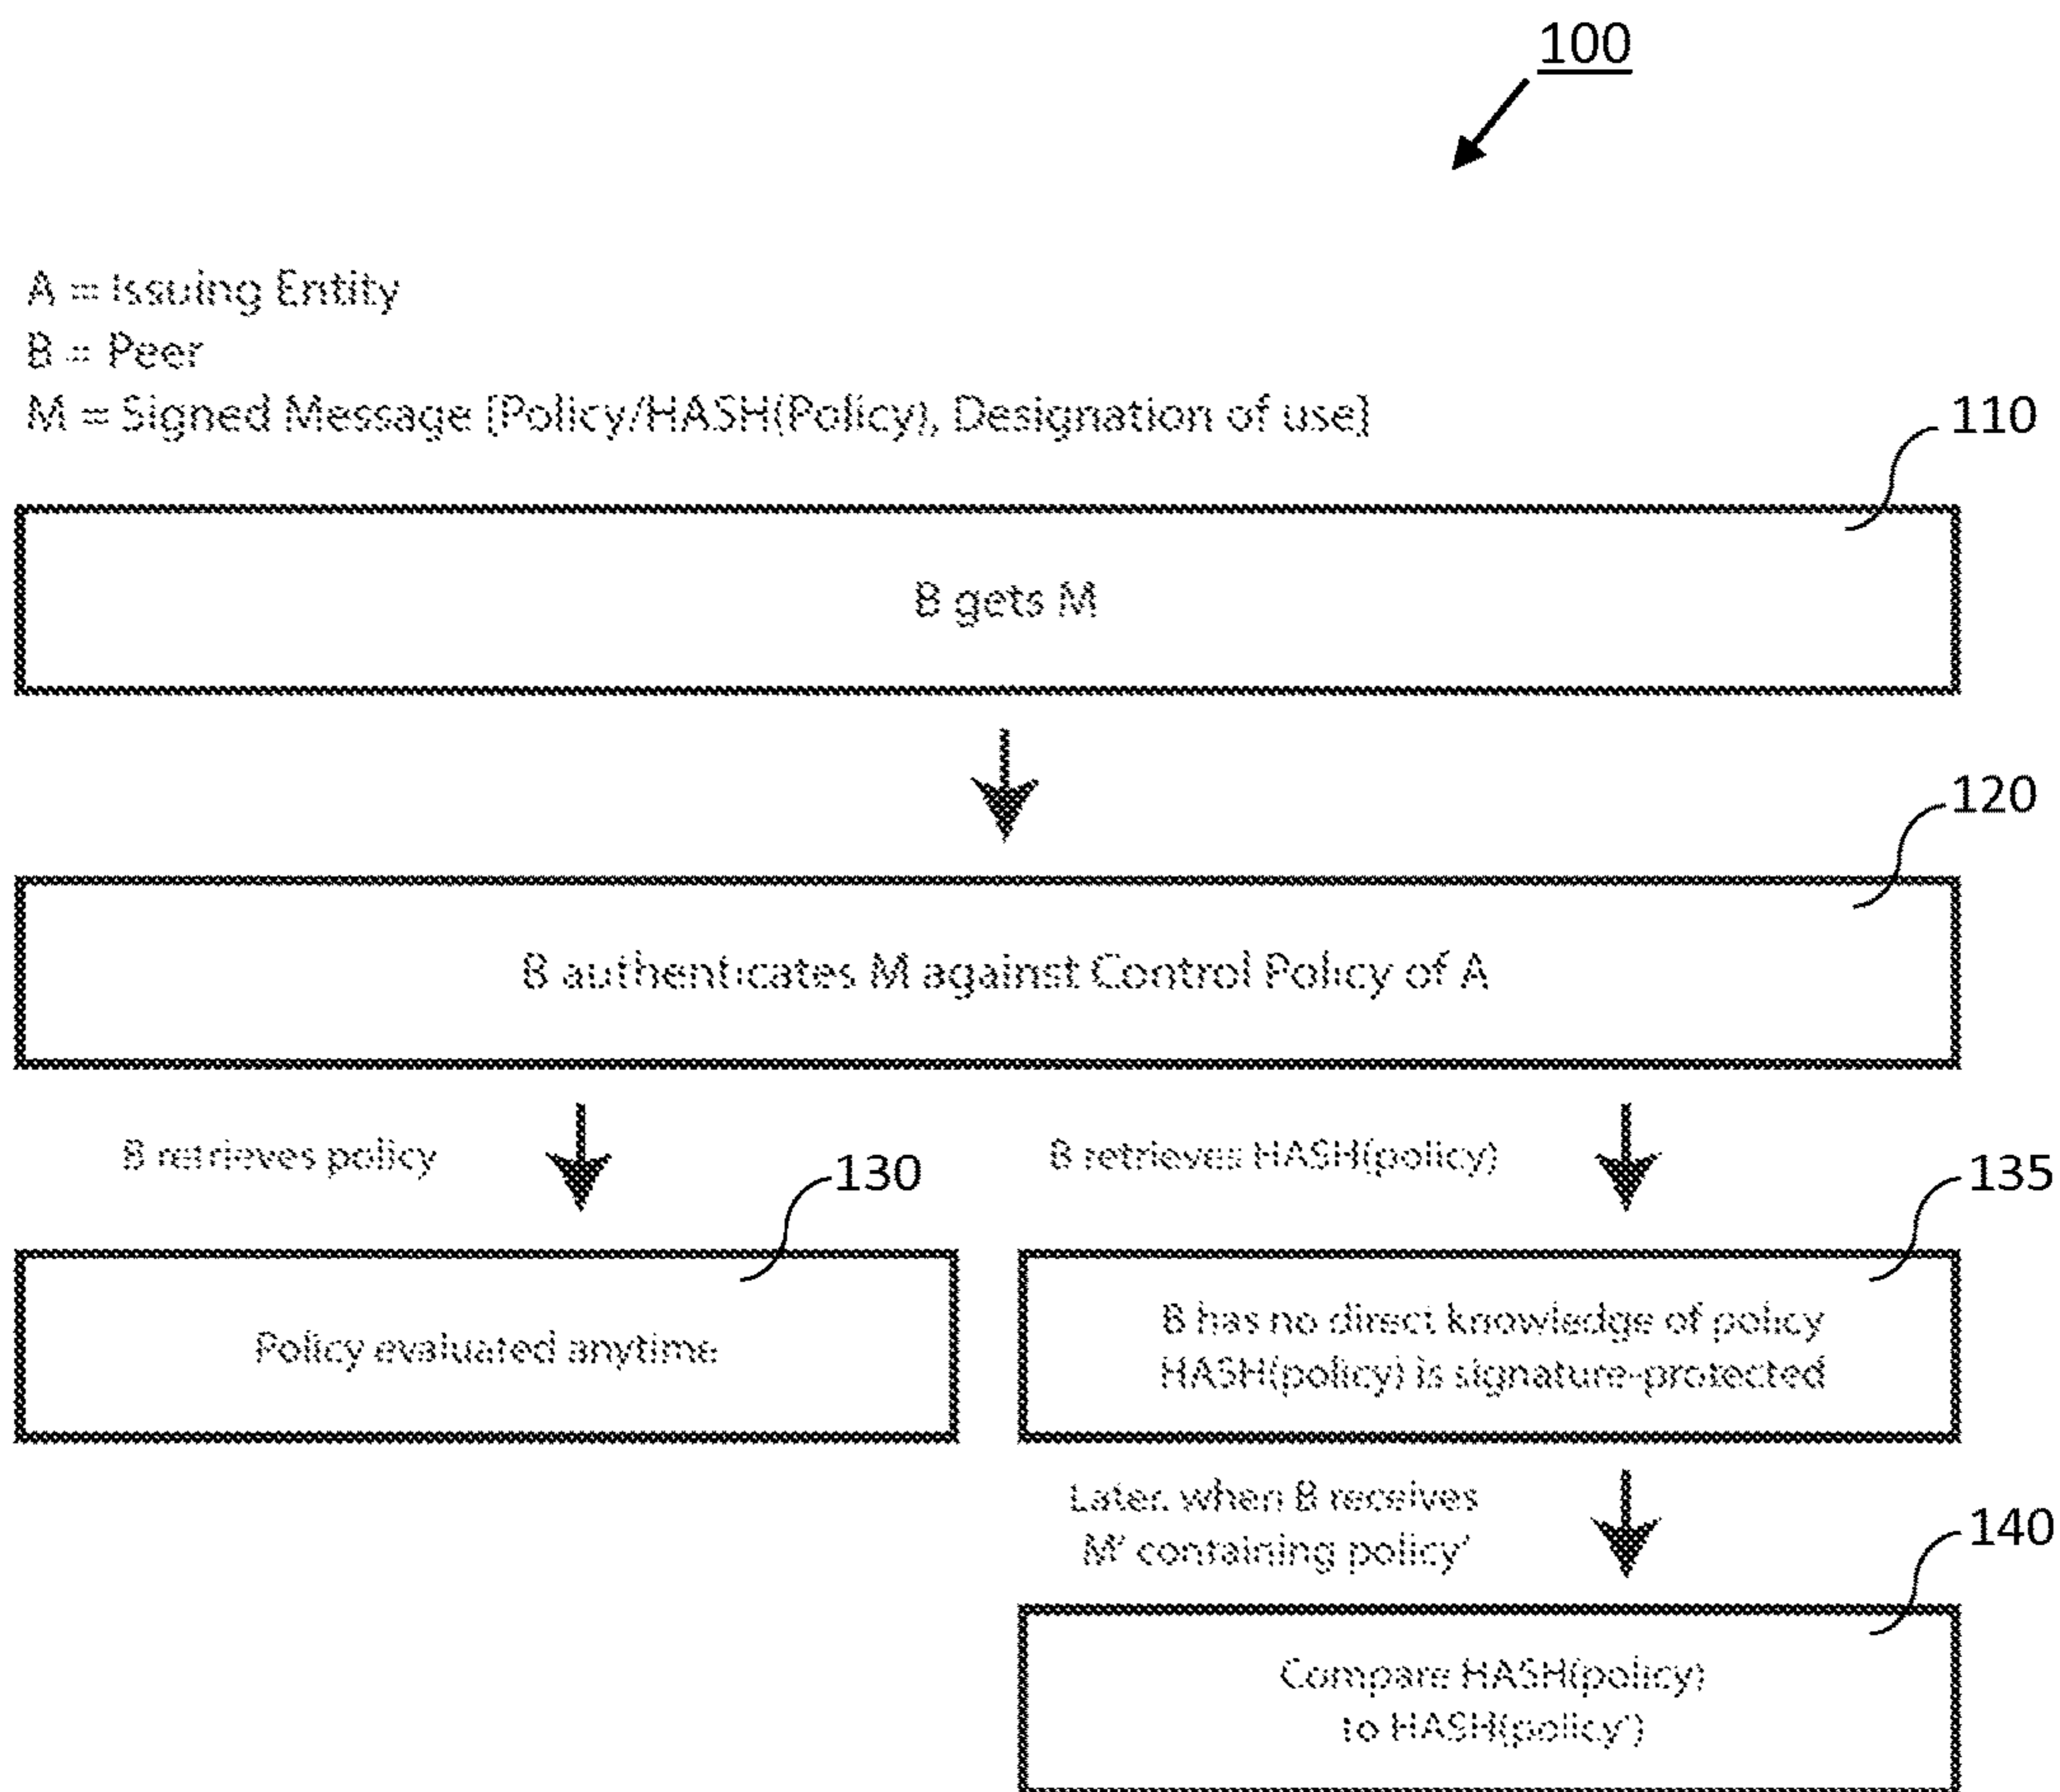 100
A = Issuing Entity
B = Peer
M = Signed Message [Policy/HASH(Policy), Designation of use]
110
B gets M
120
B authenticates M against Control Policy of A
B retrieves policy
B retrieves HASH(policy)
130
135
Policy evaluated anytime
B has no direct knowledge of policy
HASH(policy) is signature-protected
Later, when B receives
M' containing policy'
140
Compare HASH(policy)
to HASH(policy')